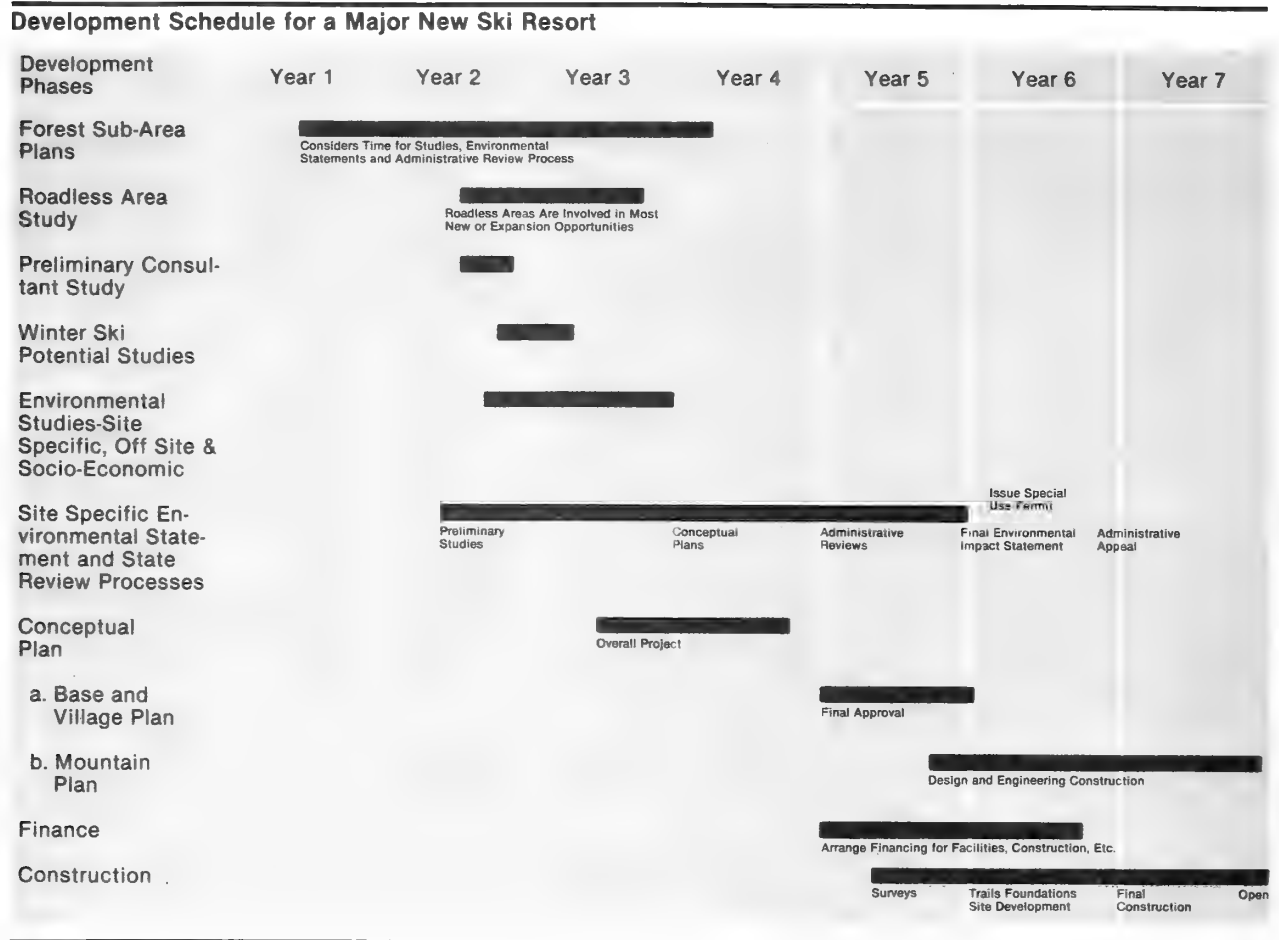 Development Schedule for a Major New Ski Resort
Development
Phases
Year 1
Year 2
Year 3
Year 4
Year 5
Year 6
Year 7
Forest Sub-Area
Plans
Considers Time for Studies, Environmental
Statements and Administrative Review Process
Roadless Area
Study
Roadless Areas Are Involved in Most
New or Expansion Opportunities
Preliminary Consul-
tant Study
Winter Ski
Potential Studies
Environmental
Studies-Site
Specific, Off Site &
Socio-Economic
Site Specific En-
vironmental State-
ment and State
Review Processes
Preliminary
Studies
Conceptual
Plans
Administrative
Reviews
Issue Special
Use Permit
Final Environmental
Impact Statement
Administrative
Appeal
Conceptual
Plan
Overall Project
a. Base and
Village Plan
Final Approval
b. Mountain
Plan
Design and Engineering Construction
Finance
Arrange Financing for Facilities, Construction, Etc.
Construction
Surveys
Trails Foundations
Site Development
Final
Construction
Open